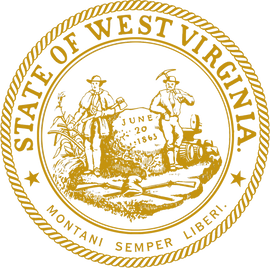 STATE OF WEST VIRGINIA.
JUNE
20
1863
MONTANI SEMPER LIBERI.